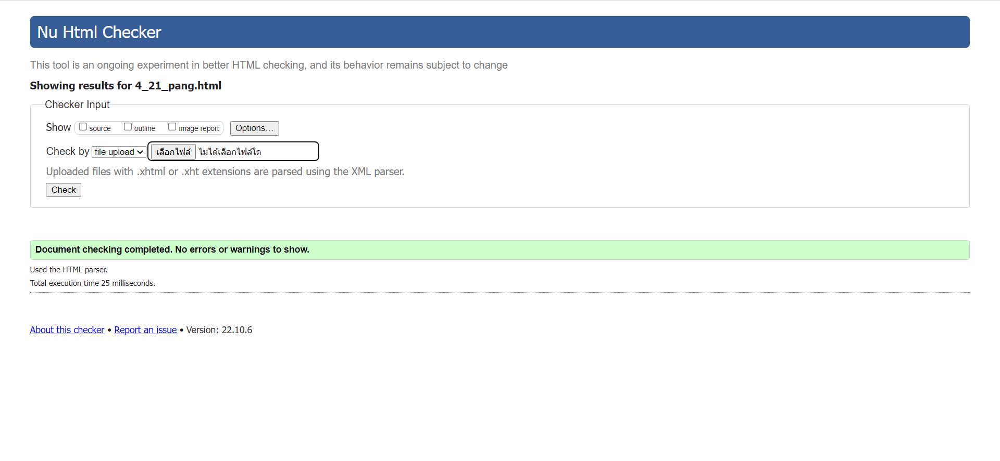 Nu Html Checker
This tool is an ongoing experiment in better HTML checking, and its behavior remains subject to change
Showing results for 4_21_pang.html
Checker Input
Show source outline image report Options...
Check by file upload เลือกไฟล์ ไม่ได้เลือกไฟล์ใด
Uploaded files with .xhtml or .xht extensions are parsed using the XML parser.
Check
Document checking completed. No errors or warnings to show.
Used the HTML parser.
Total execution time 25 milliseconds.
About this checker • Report an issue • Version: 22.10.6